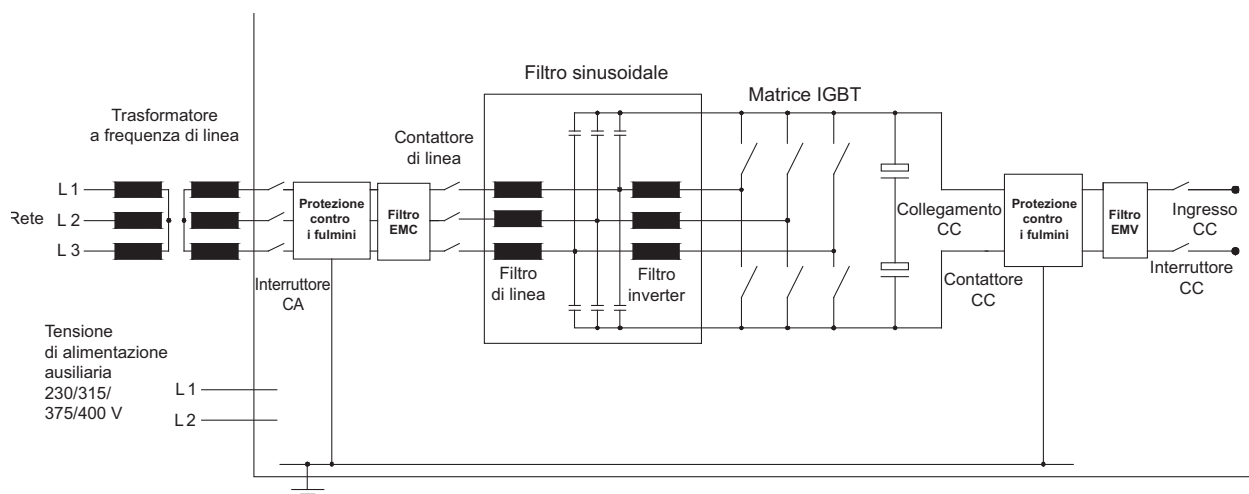 Filtro sinusoidale
Matrice IGBT
Trasformatore
a frequenza di linea
Contattore
di linea
L 1
Rete L 2
L 3
Protezione
contro
i fulmini
Filtro
EMC
Collegamento
CC
Protezione
contro
i fulmini
Filtro
EMV
Ingresso
CC
Interruttore
CA
Filtro
di linea
Filtro
inverter
Contattore
CC
Interruttore
CC
Tensione
di alimentazione
ausiliaria
230/315/
375/400 V
L 1
L 2